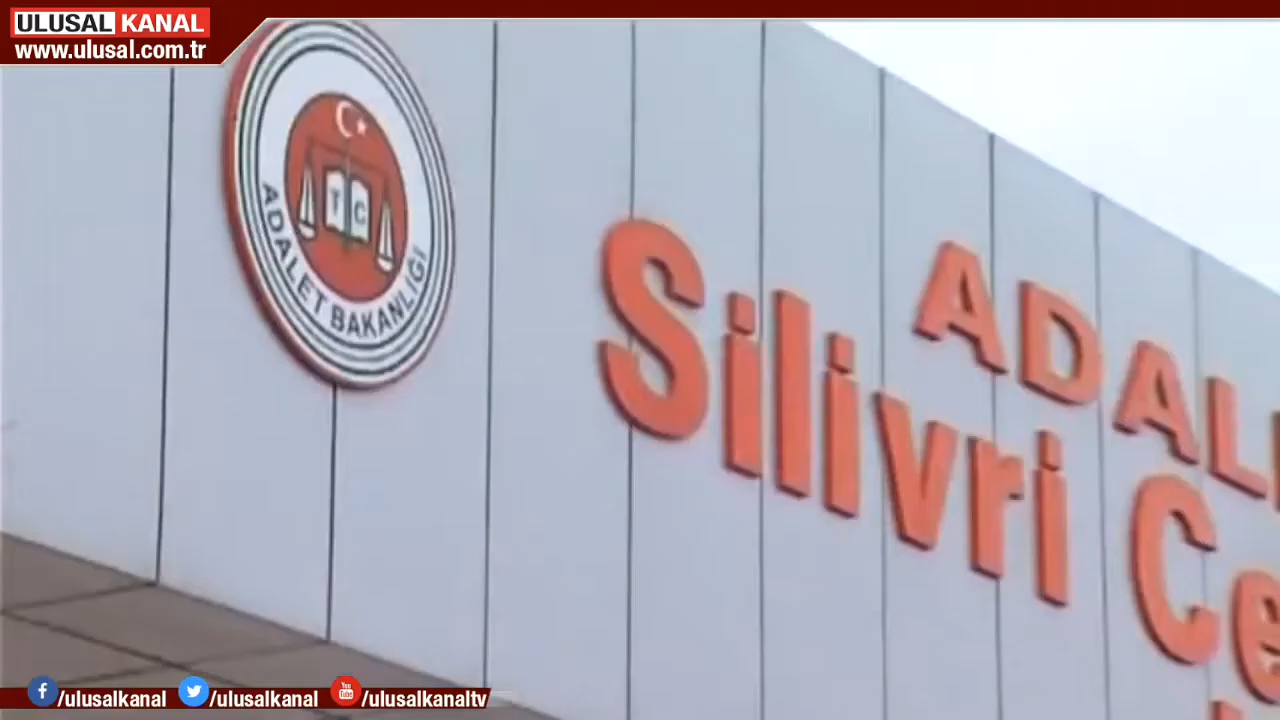 ULUSAL KANAL
www.ulusal.com.tr
T C
ADALET BAKANLIĞI
ADAL
Silivri Ce
/ulusalkanal
/ulusalkanal
/ulusalkanaltv